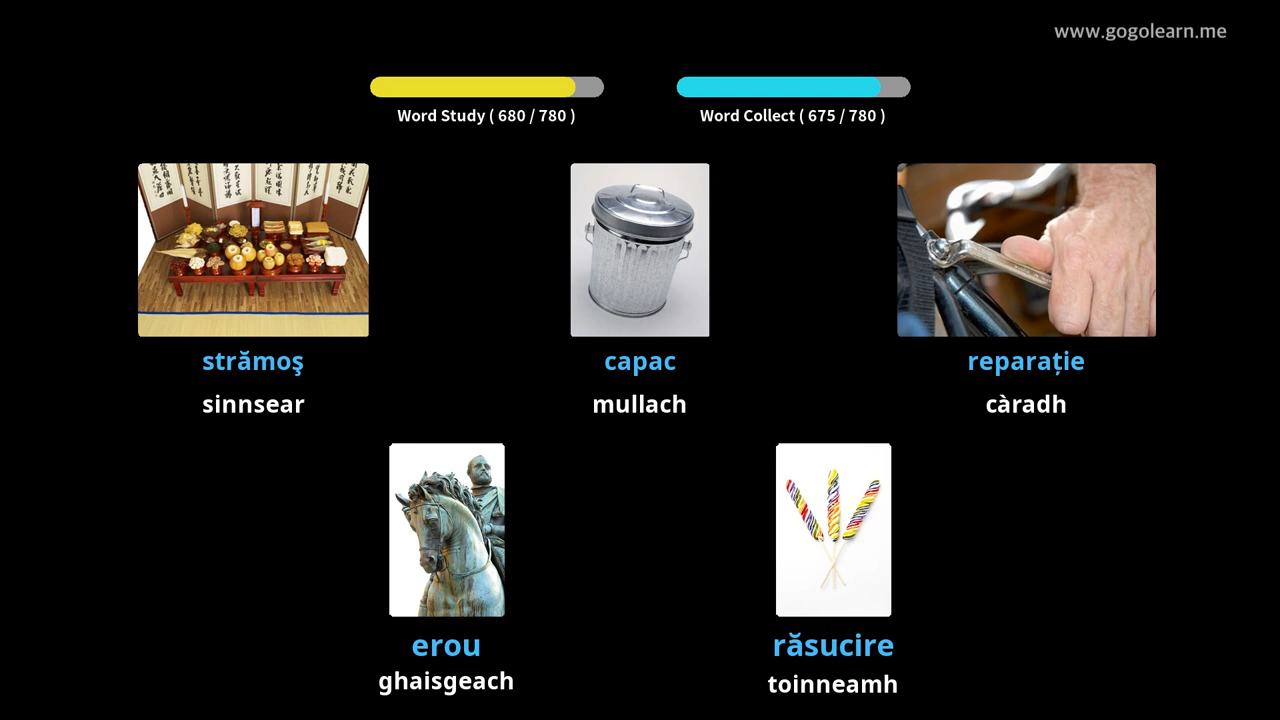 www.gogolearn.me
Word Study ( 680 / 780 )
Word Collect ( 675 / 780 )
strămoş
capac
reparație
sinnsear
mullach
càradh
erou
răsucire
ghaisgeach
toinneamh